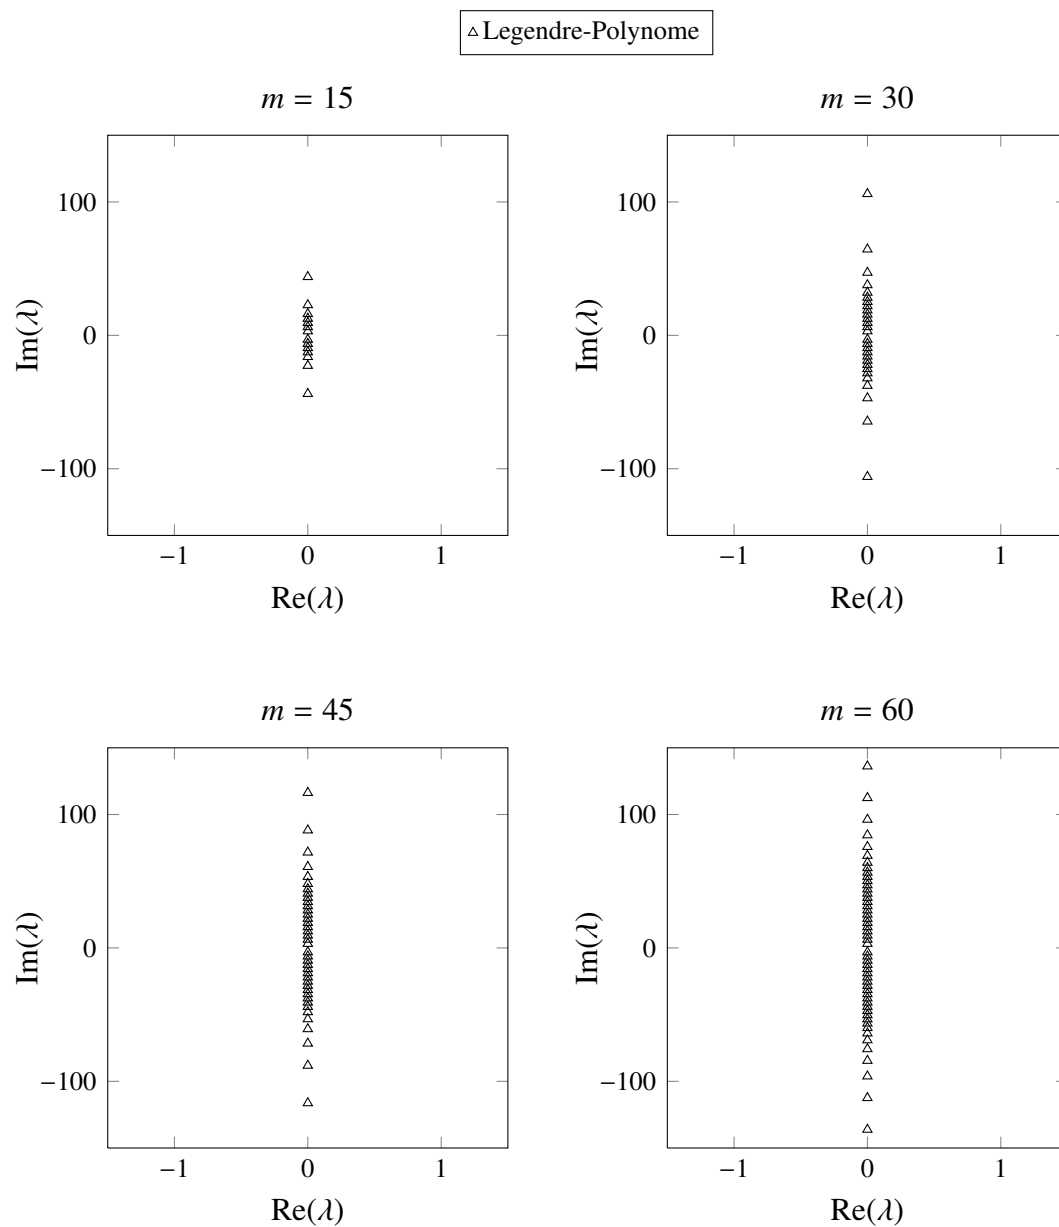 Legendre-Polynome
m = 15
100
0
−100
−1 0 1
Im(λ)
Re(λ)
m = 30
100
0
−100
−1 0 1
Im(λ)
Re(λ)
m = 45
100
0
−100
−1 0 1
Im(λ)
Re(λ)
m = 60
100
0
−100
−1 0 1
Im(λ)
Re(λ)